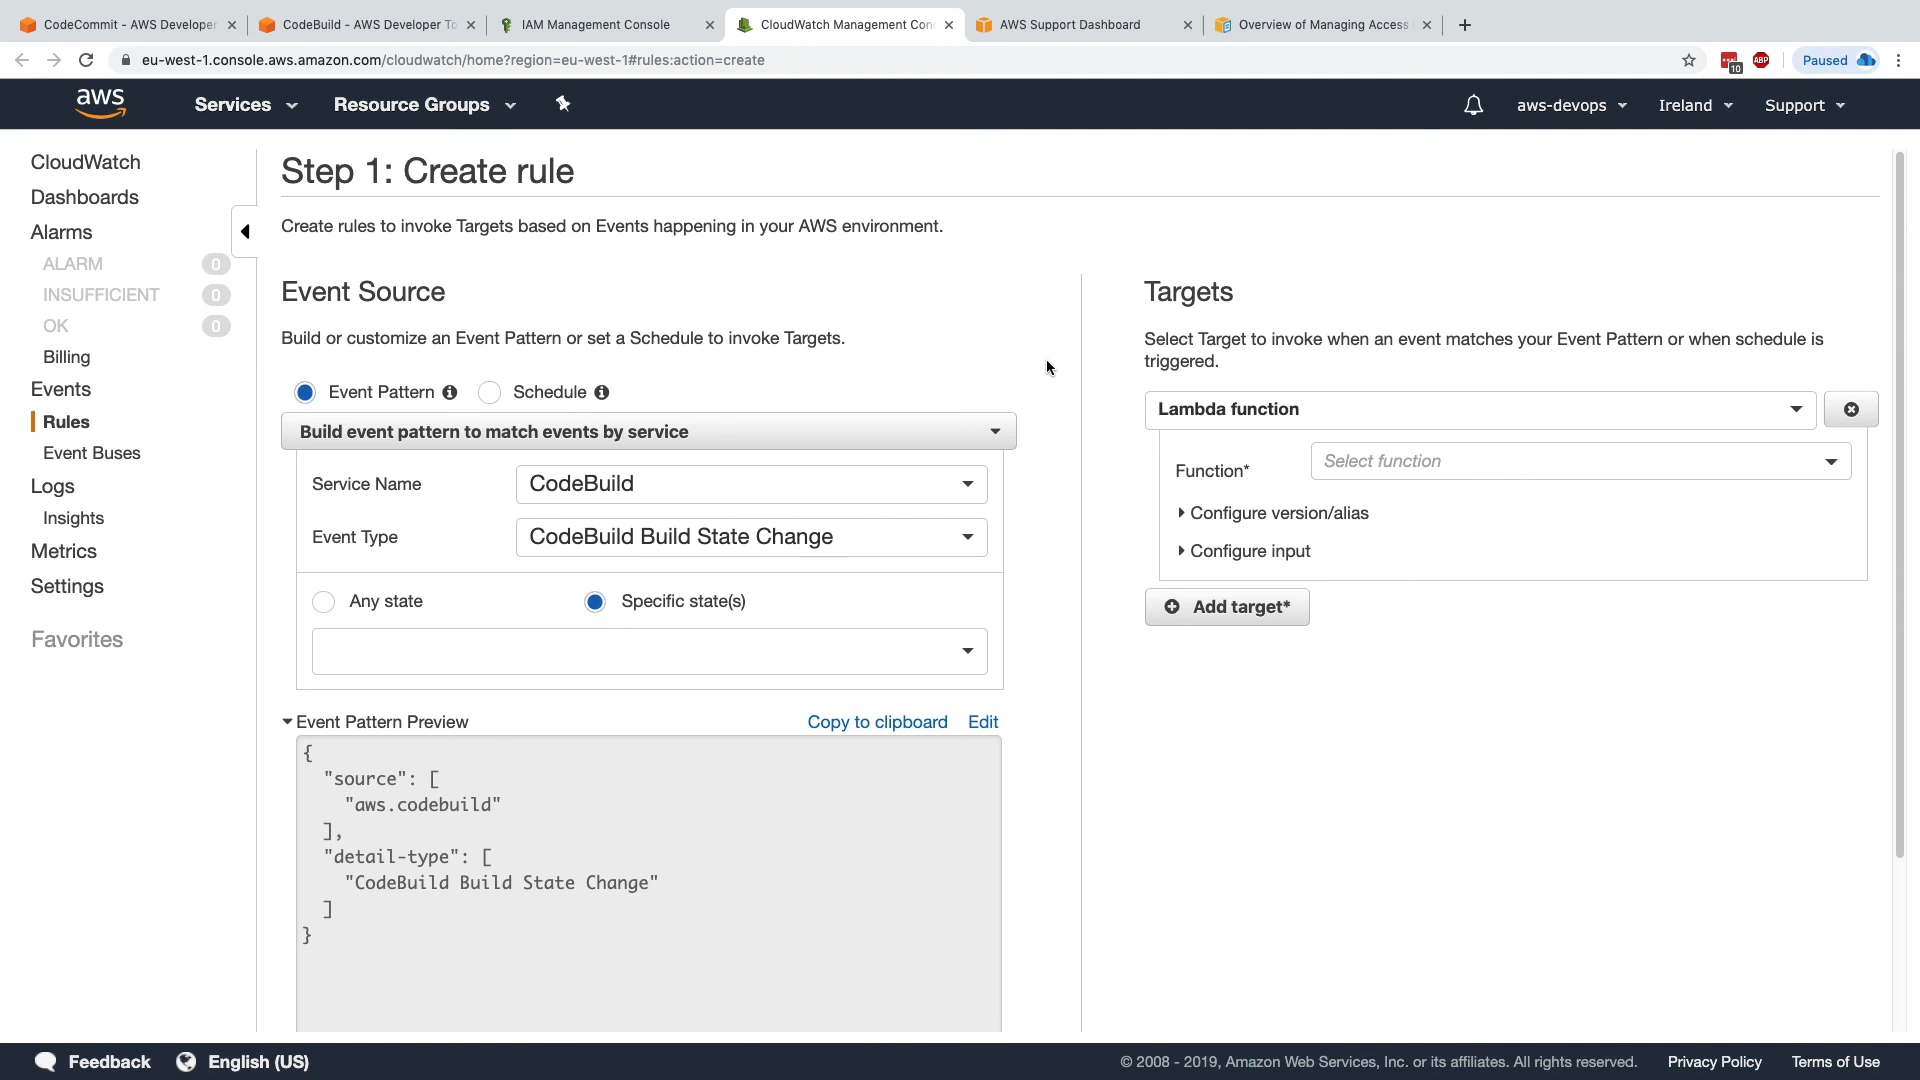 CodeCommit - AWS Developer
CodeBuild - AWS Developer To
IAM Management Console
CloudWatch Management Con
AWS Support Dashboard
Overview of Managing Access
eu-west-1.console.aws.amazon.com/cloudwatch/home?region=eu-west-1#rules:action=create
10
ABP
Paused
aws
Services
Resource Groups
aws-devops
Ireland
Support
CloudWatch
Dashboards
Alarms
ALARM 0
INSUFFICIENT 0
OK 0
Billing
Events
Rules
Event Buses
Logs
Insights
Metrics
Settings
Favorites
Step 1: Create rule
Create rules to invoke Targets based on Events happening in your AWS environment.
Event Source
Build or customize an Event Pattern or set a Schedule to invoke Targets.
Event Pattern
Schedule
Build event pattern to match events by service
Service Name CodeBuild
Event Type CodeBuild Build State Change
Any state
Specific state(s)
Event Pattern Preview
Copy to clipboard
Edit
{
"source": [
"aws.codebuild"
],
"detail-type": [
"CodeBuild Build State Change"
]
}
Targets
Select Target to invoke when an event matches your Event Pattern or when schedule is
triggered.
Lambda function
Function* Select function
Configure version/alias
Configure input
Add target*
Feedback
English (US)
© 2008 - 2019, Amazon Web Services, Inc. or its affiliates. All rights reserved.
Privacy Policy
Terms of Use